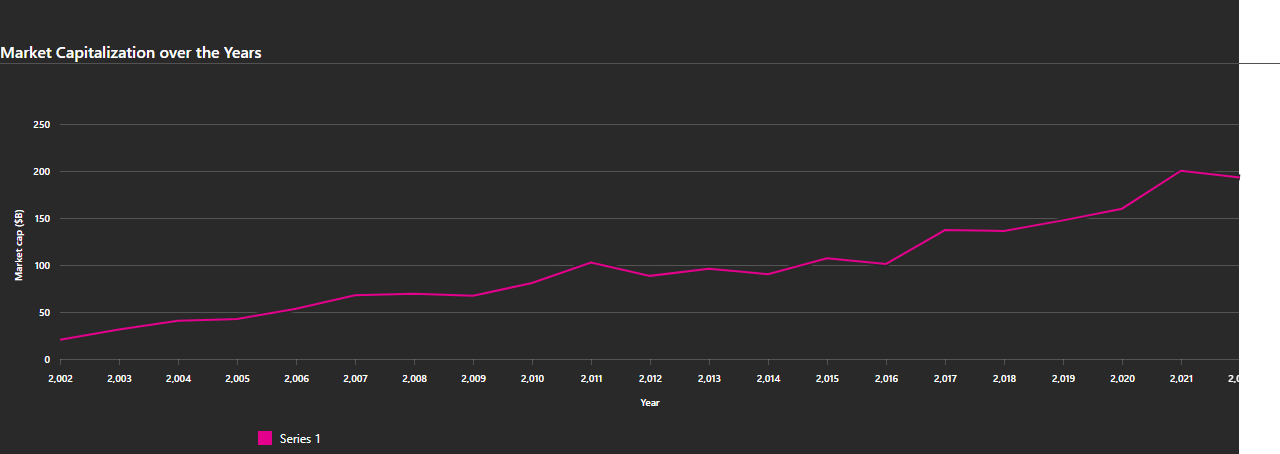 Market Capitalization over the Years
250
200
150
100
50
0
Market cap ($B)
2,002 2,003 2,004 2,005 2,006 2,007 2,008 2,009 2,010 2,011 2,012 2,013 2,014 2,015 2,016 2,017 2,018 2,019 2,020 2,021
Year
Series 1